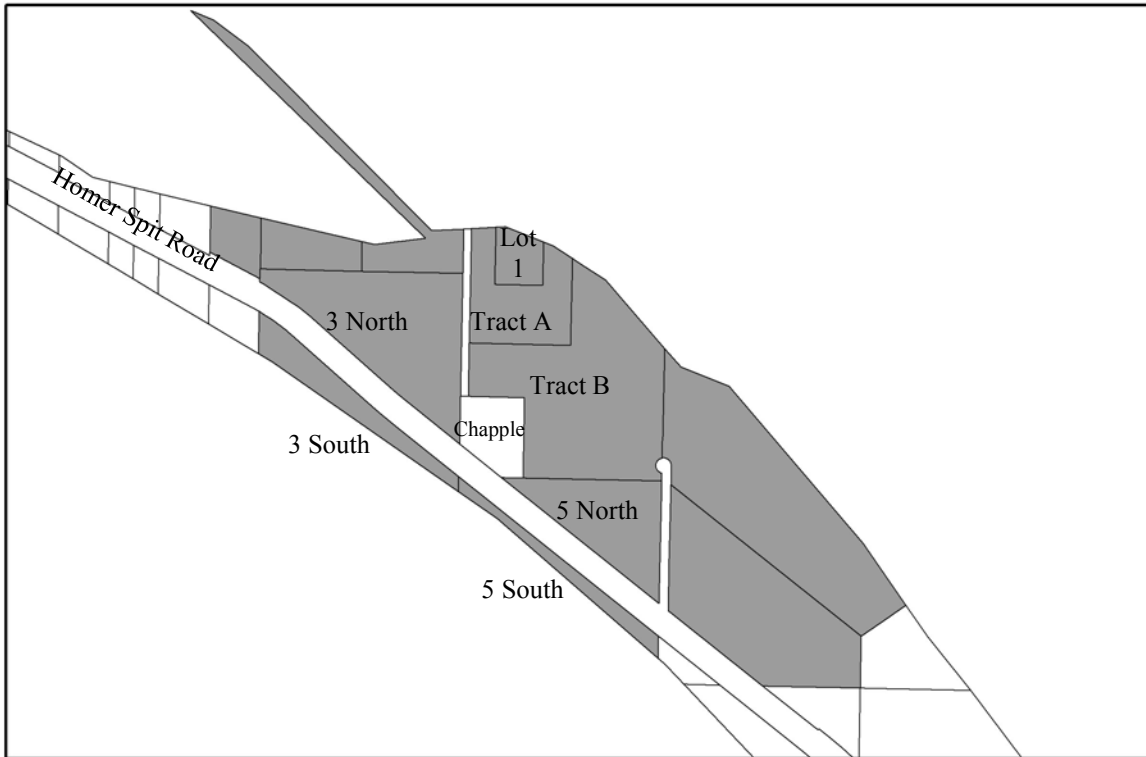 Homer Spit Road
Lot
1
3 North
Tract A
Tract B
Chapple
3 South
5 North
5 South